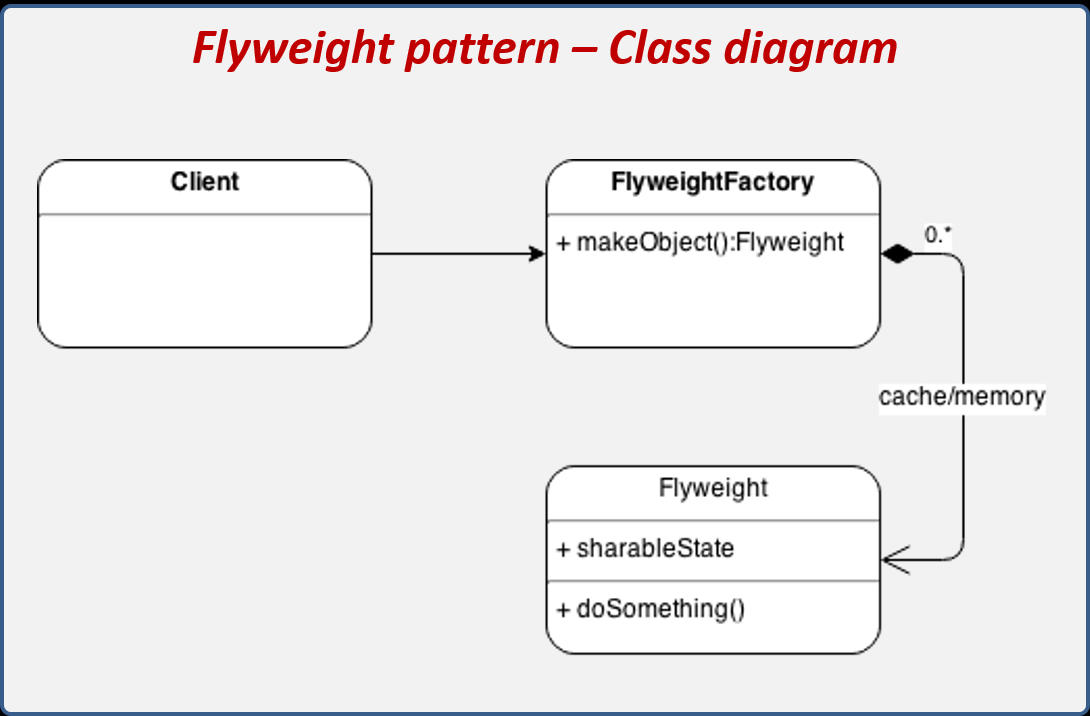 Flyweight pattern – Class diagram
Client
FlyweightFactory
+ makeObject():Flyweight
0.*
cache/memory
Flyweight
+ sharableState
+ doSomething()